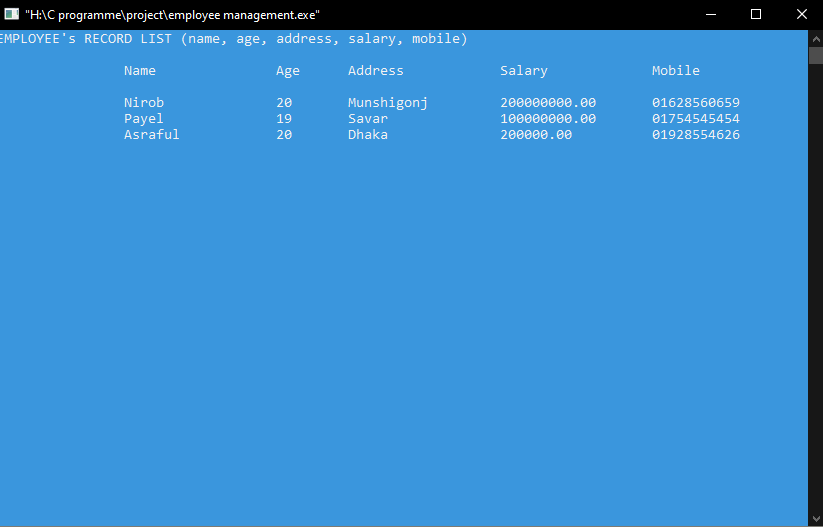 "H:\C programme\project\employee management.exe"
EMPLOYEE's RECORD LIST (name, age, address, salary, mobile)
Name Age Address Salary Mobile
Nirob 20 Munshigonj 200000000.00 01628560659
Payel 19 Savar 100000000.00 01754545454
Asraful 20 Dhaka 200000.00 01928554626